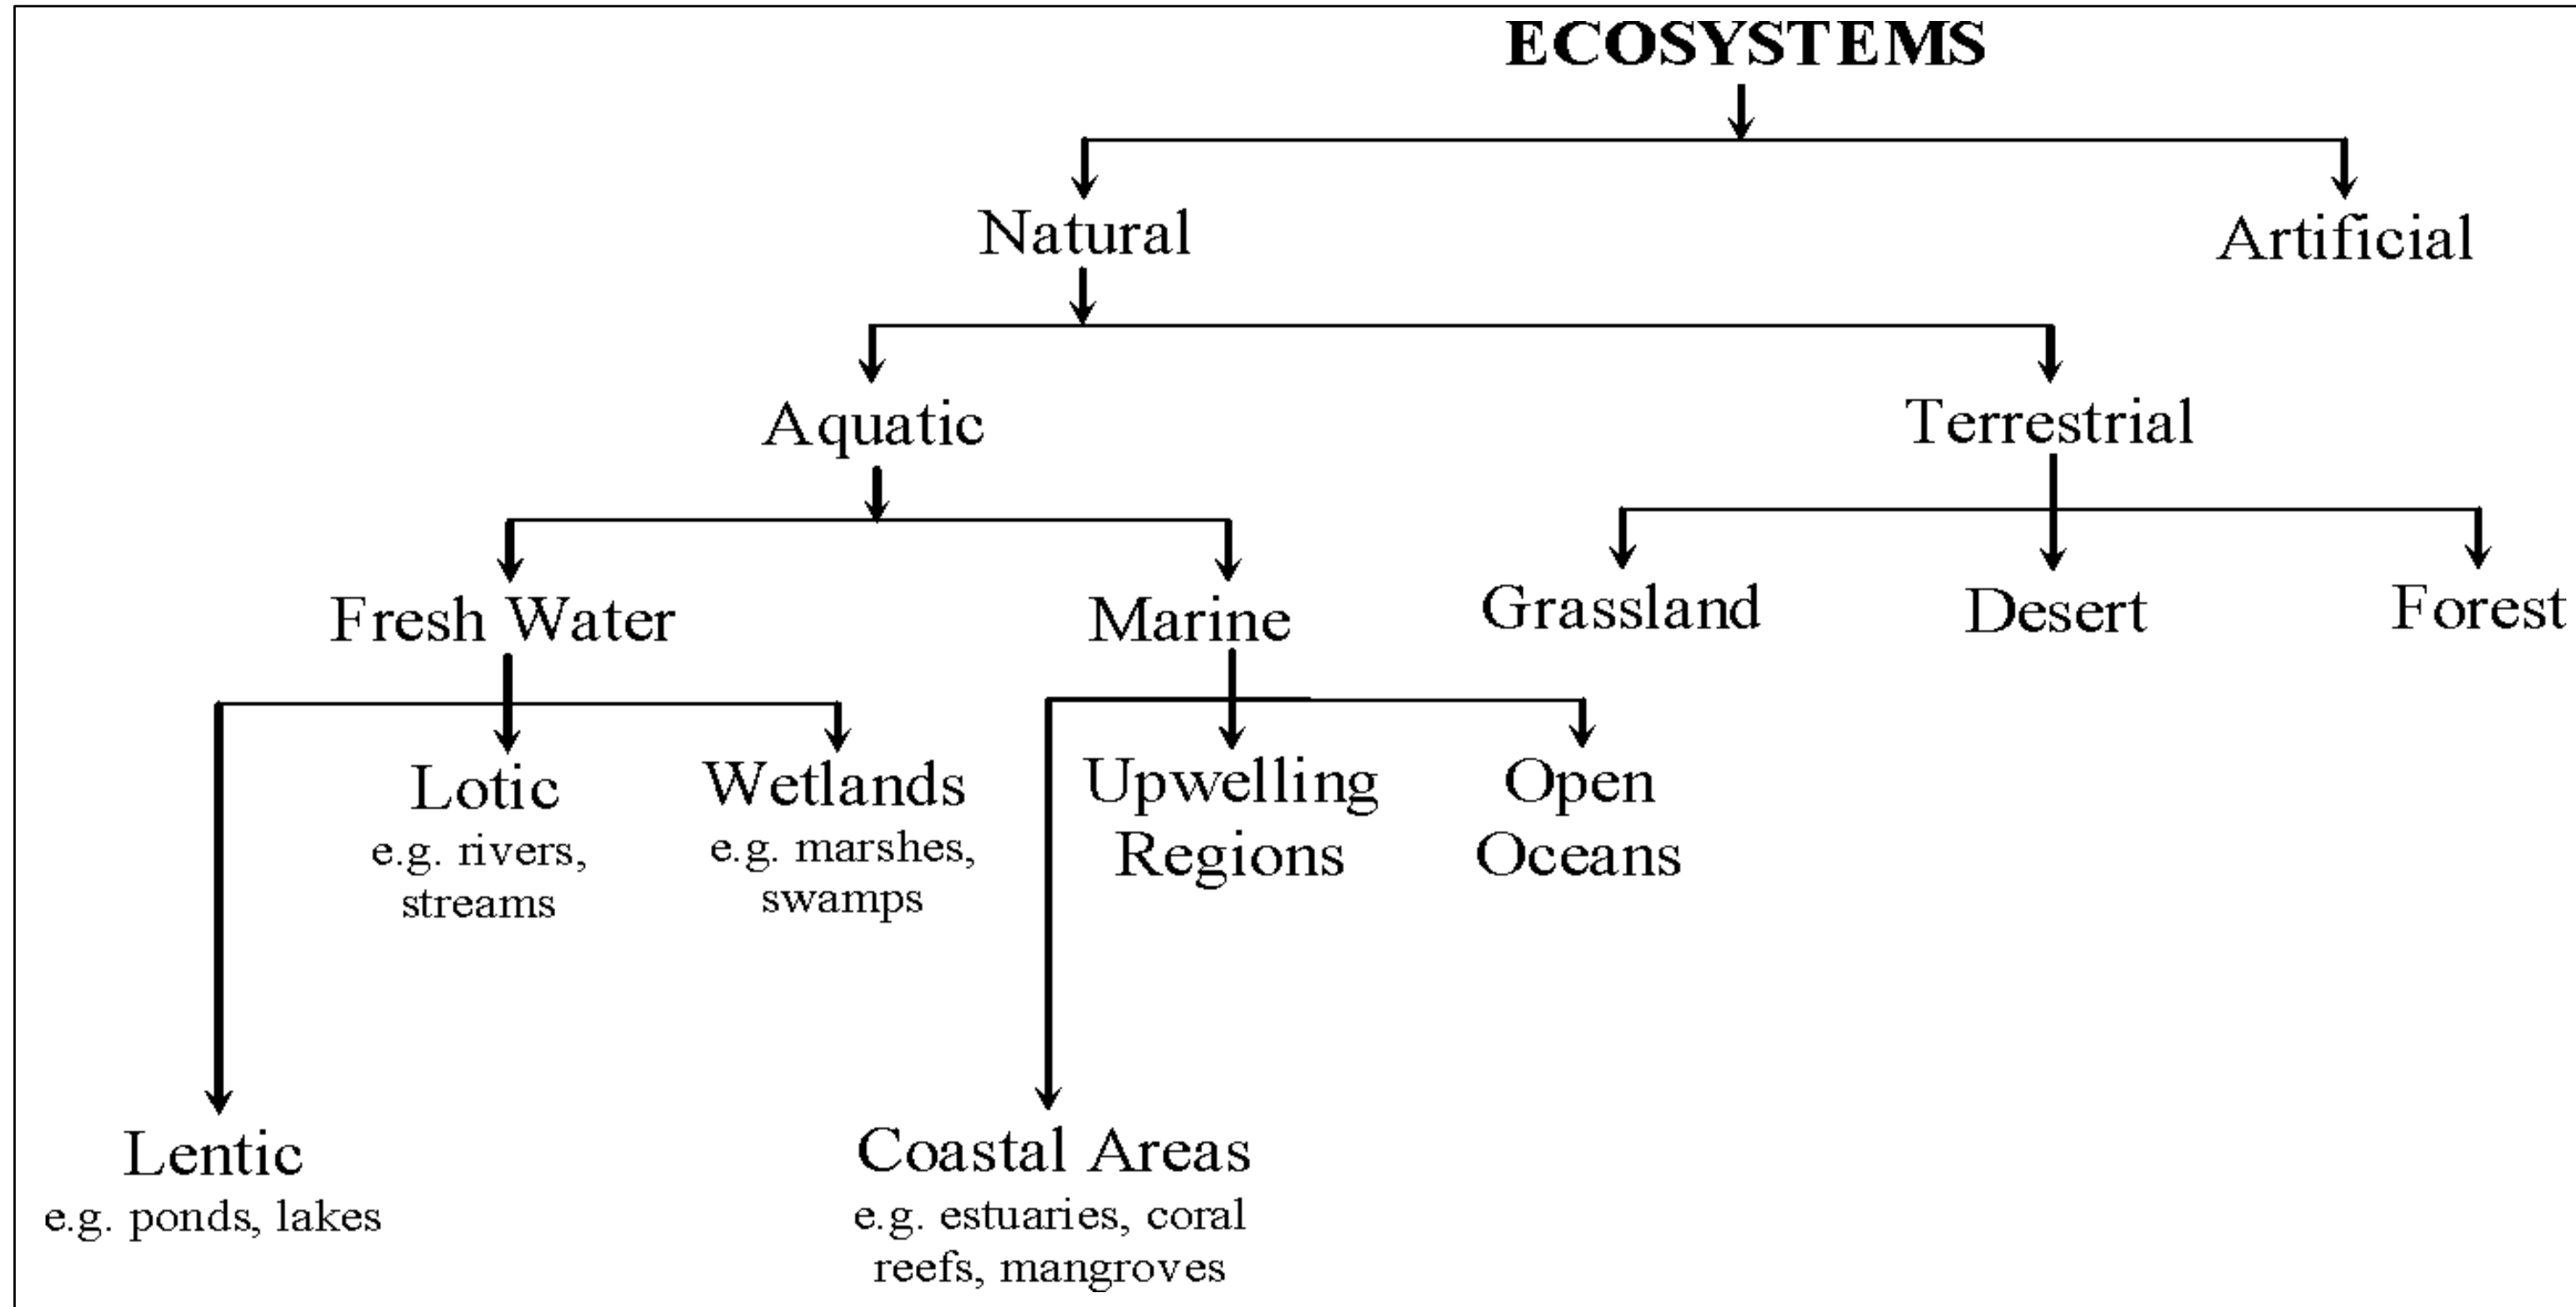 ECOSYSTEMS
Natural
Artificial
Aquatic
Terrestrial
Fresh Water
Marine
Grassland
Desert
Forest
Lotic
e.g. rivers,
streams
Wetlands
e.g. marshes,
swamps
Upwelling
Regions
Open
Oceans
Lentic
e.g. ponds, lakes
Coastal Areas
e.g. estuaries, coral
reefs, mangroves